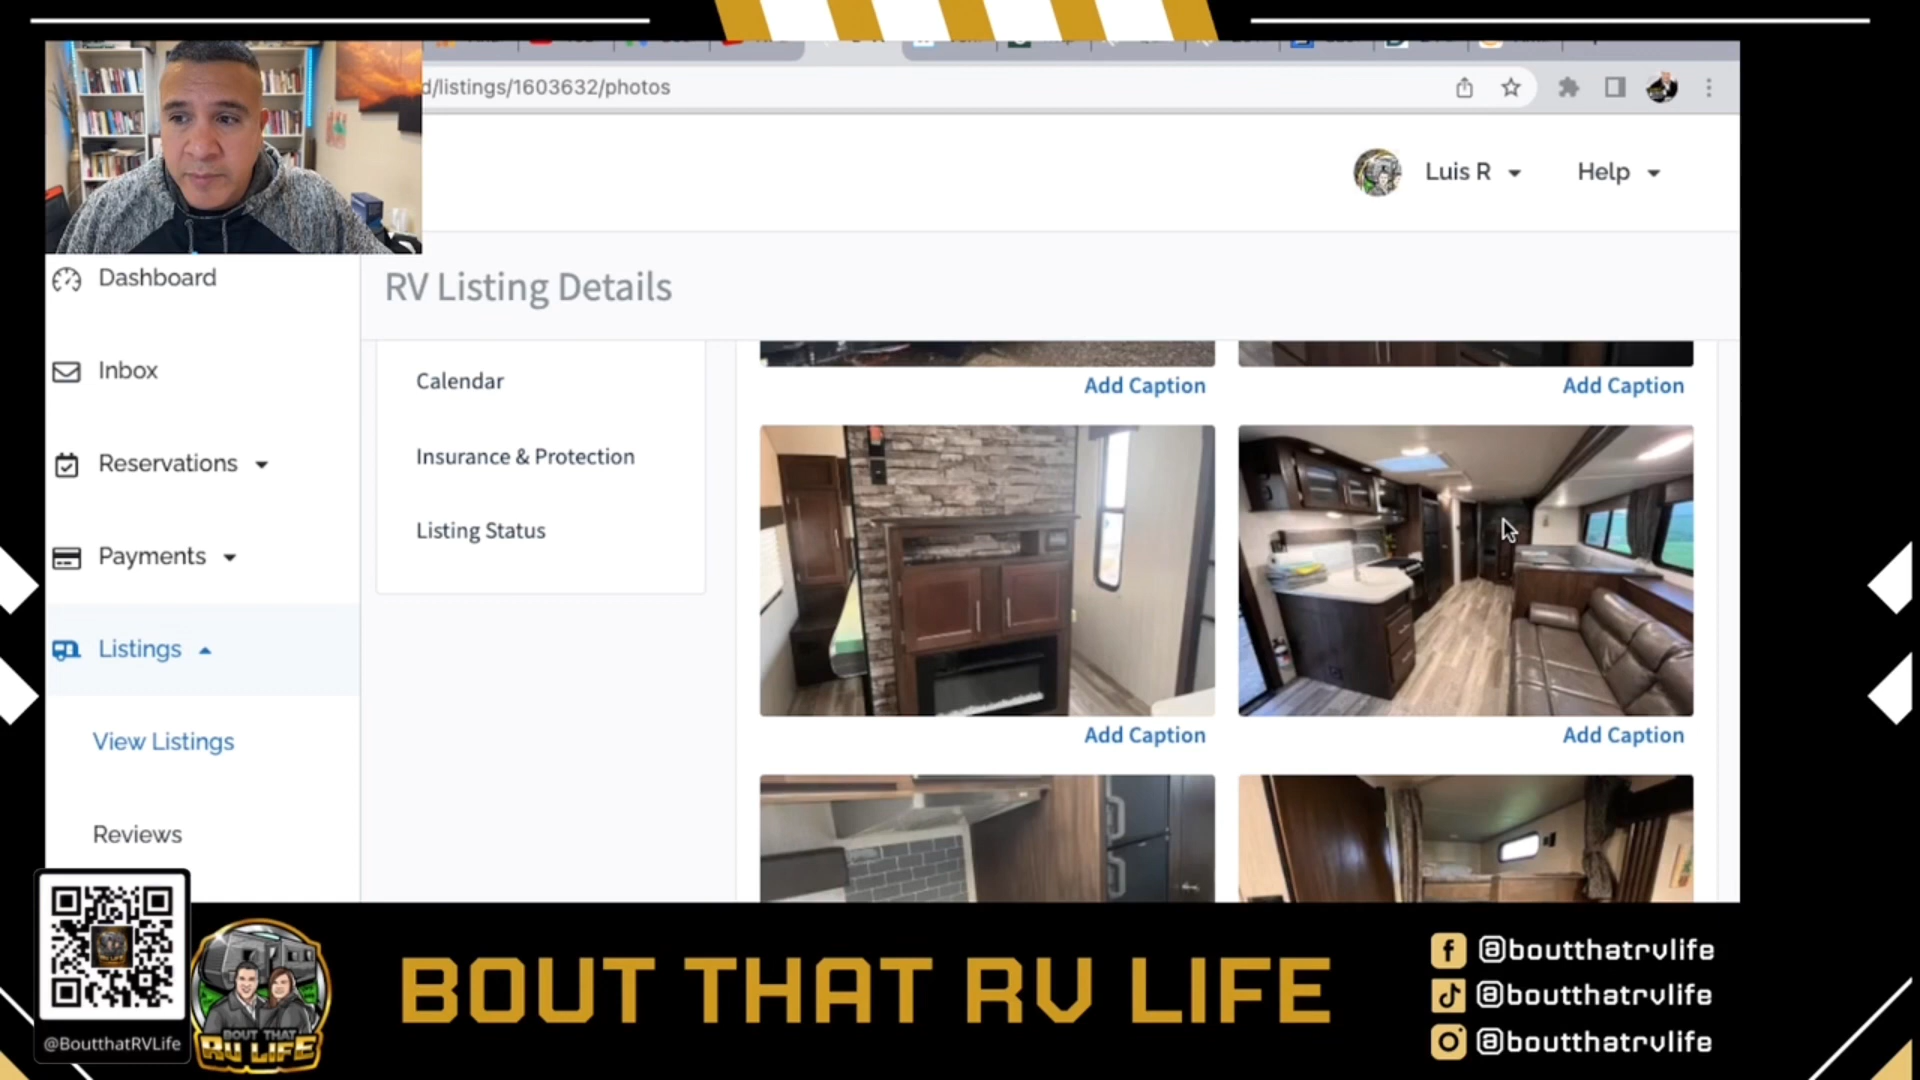 d/listings/1603632/photos
Luis R
Help
Dashboard
RV Listing Details
Inbox
Calendar
Add Caption
Add Caption
Reservations
Insurance & Protection
Payments
Listing Status
Listings
View Listings
Add Caption
Add Caption
Reviews
@BoutthatRVLife
BOUT THAT
RV LIFE
BOUT THAT RV LIFE
@boutthatrvlife
@boutthatrvlife
@boutthatrvlife